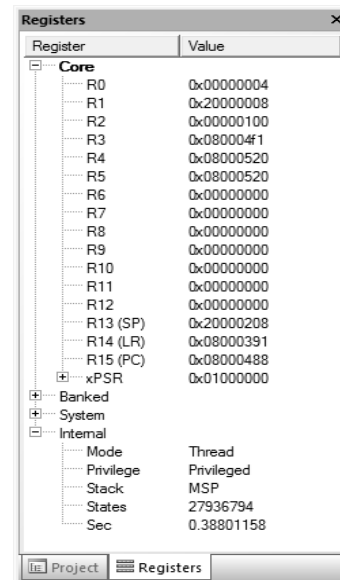 Registers
Register Value
Core
R0 0x00000004
R1 0x20000008
R2 0x00000100
R3 0x080004f1
R4 0x08000520
R5 0x08000520
R6 0x00000000
R7 0x00000000
R8 0x00000000
R9 0x00000000
R10 0x00000000
R11 0x00000000
R12 0x00000000
R13 (SP) 0x20000208
R14 (LR) 0x08000391
R15 (PC) 0x08000488
xPSR 0x01000000
Banked
System
Internal
Mode Thread
Privilege Privileged
Stack MSP
States 27936794
Sec 0.38801158
Project Registers